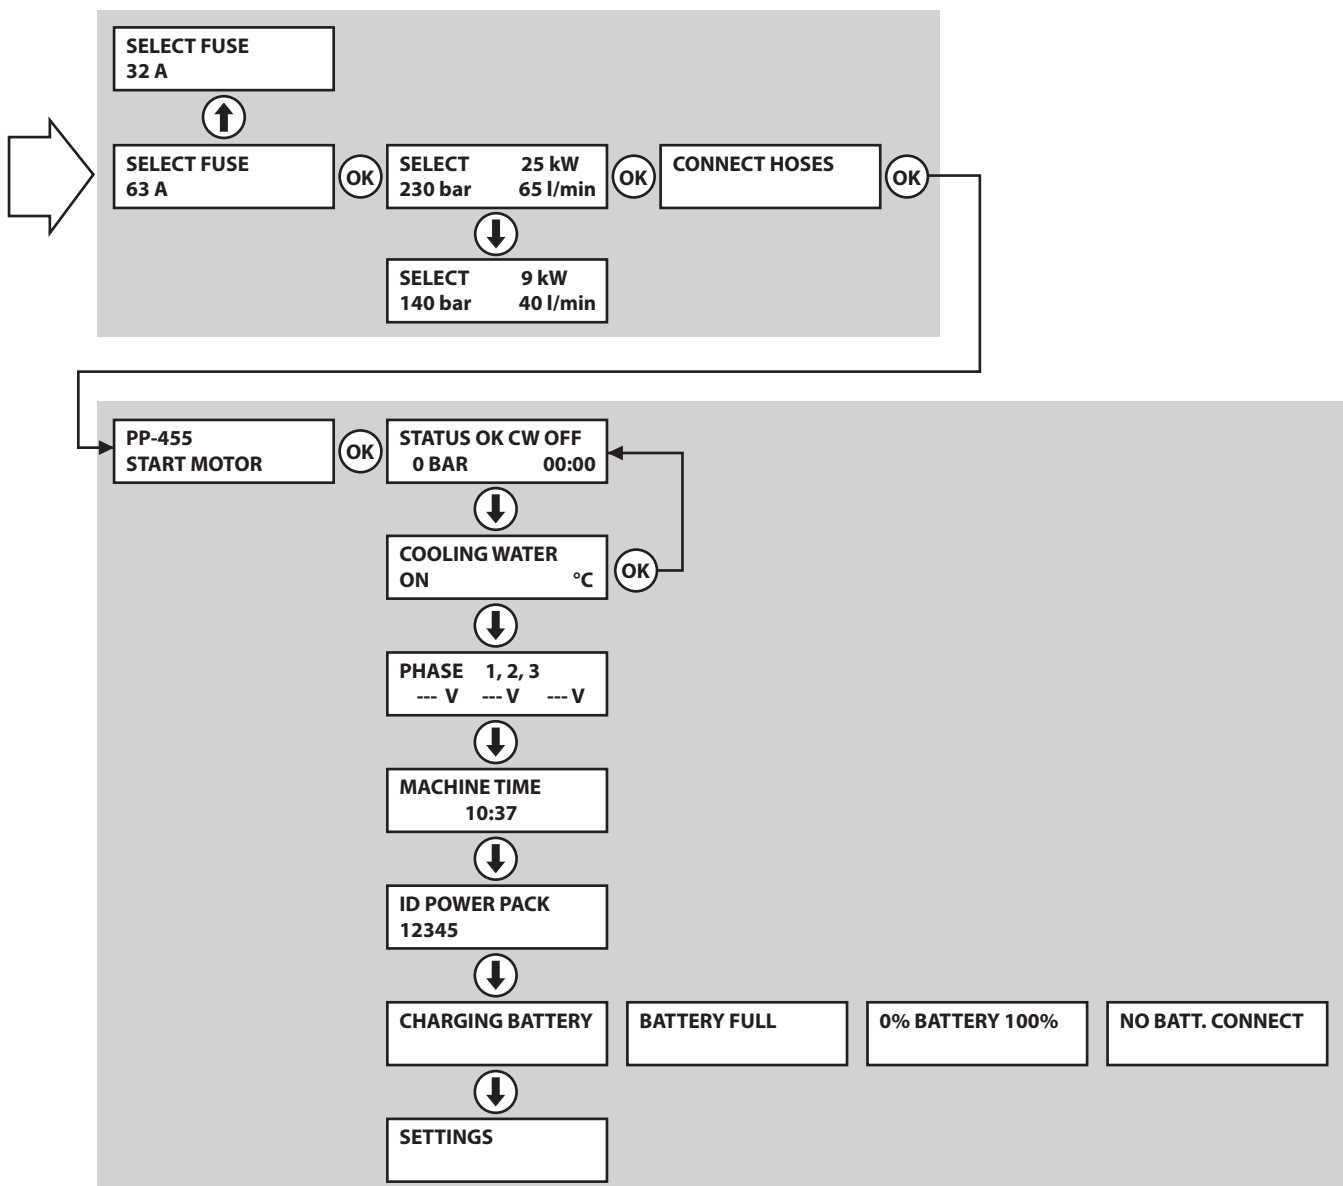 SELECT FUSE
32 A
SELECT FUSE
63 A
OK
SELECT 25 kW
230 bar 65 l/min
OK
CONNECT HOSES
OK
SELECT 9 kW
140 bar 40 l/min
PP-455
START MOTOR
OK
STATUS OK CW OFF
0 BAR 00:00
COOLING WATER
ON °C
OK
PHASE 1, 2, 3
--- V --- V --- V
MACHINE TIME
10:37
ID POWER PACK
12345
CHARGING BATTERY
BATTERY FULL
0% BATTERY 100%
NO BATT. CONNECT
SETTINGS